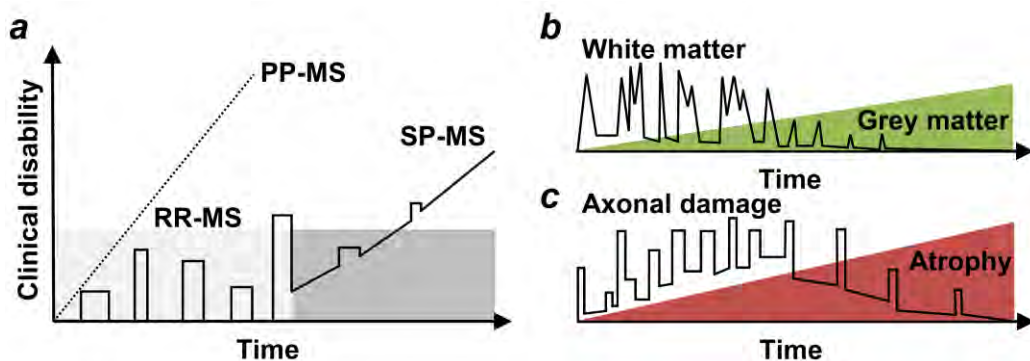 a
Clinical disability
PP-MS
SP-MS
RR-MS
Time
b
White matter
Grey matter
Time
c
Axonal damage
Atrophy
Time